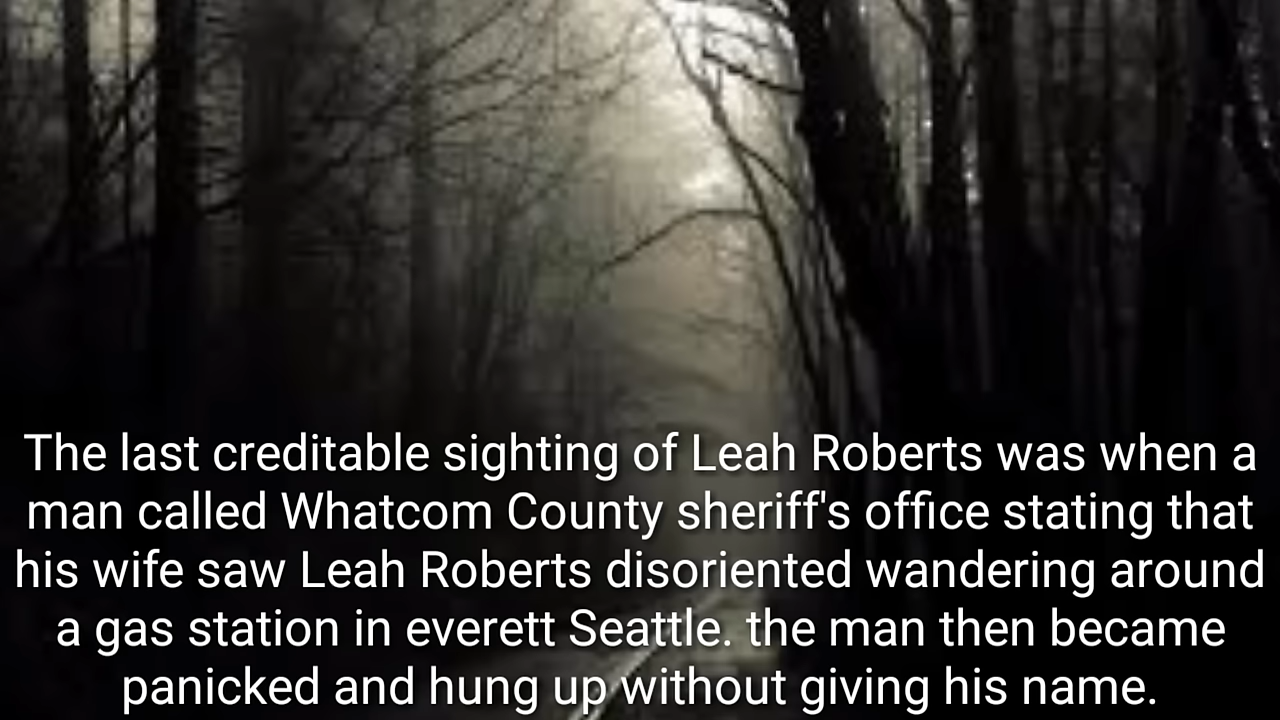 The last creditable sighting of Leah Roberts was when a
man called Whatcom County sheriff's office stating that
his wife saw Leah Roberts disoriented wandering around
a gas station in everett Seattle. the man then became
panicked and hung up without giving his name.